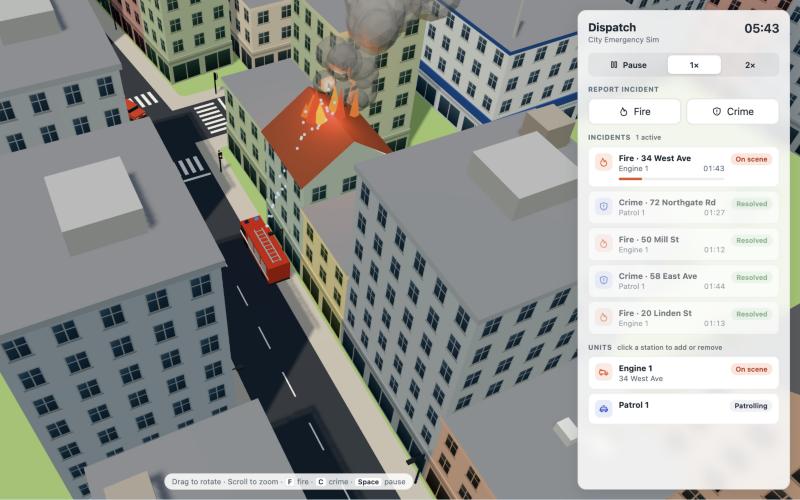 Dispatch
05:43
City Emergency Sim
Pause
1×
2×
REPORT INCIDENT
Fire
Crime
INCIDENTS 1 active
Fire · 34 West Ave
On scene
Engine 1
01:43
Crime · 72 Northgate Rd
Resolved
Patrol 1
01:27
Fire · 50 Mill St
Resolved
Engine 1
01:12
Crime · 58 East Ave
Resolved
Patrol 1
01:44
Fire · 20 Linden St
Resolved
Engine 1
01:13
UNITS click a station to add or remove
Engine 1
On scene
34 West Ave
Patrol 1
Patrolling
Drag to rotate · Scroll to zoom · F fire · C crime · Space pause